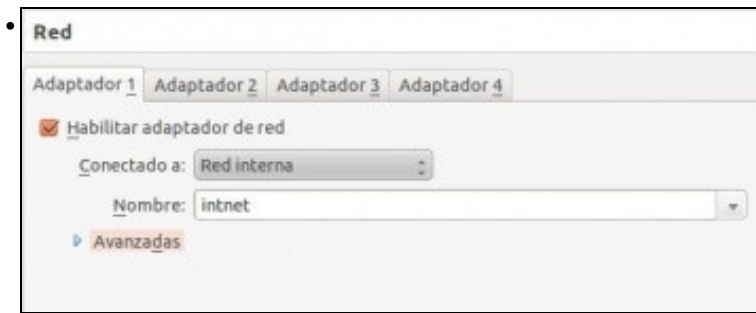 Red
Adaptador 1 Adaptador 2 Adaptador 3 Adaptador 4
Habilitar adaptador de red
Conectado a: Red interna
Nombre: intnet
Avanzadas